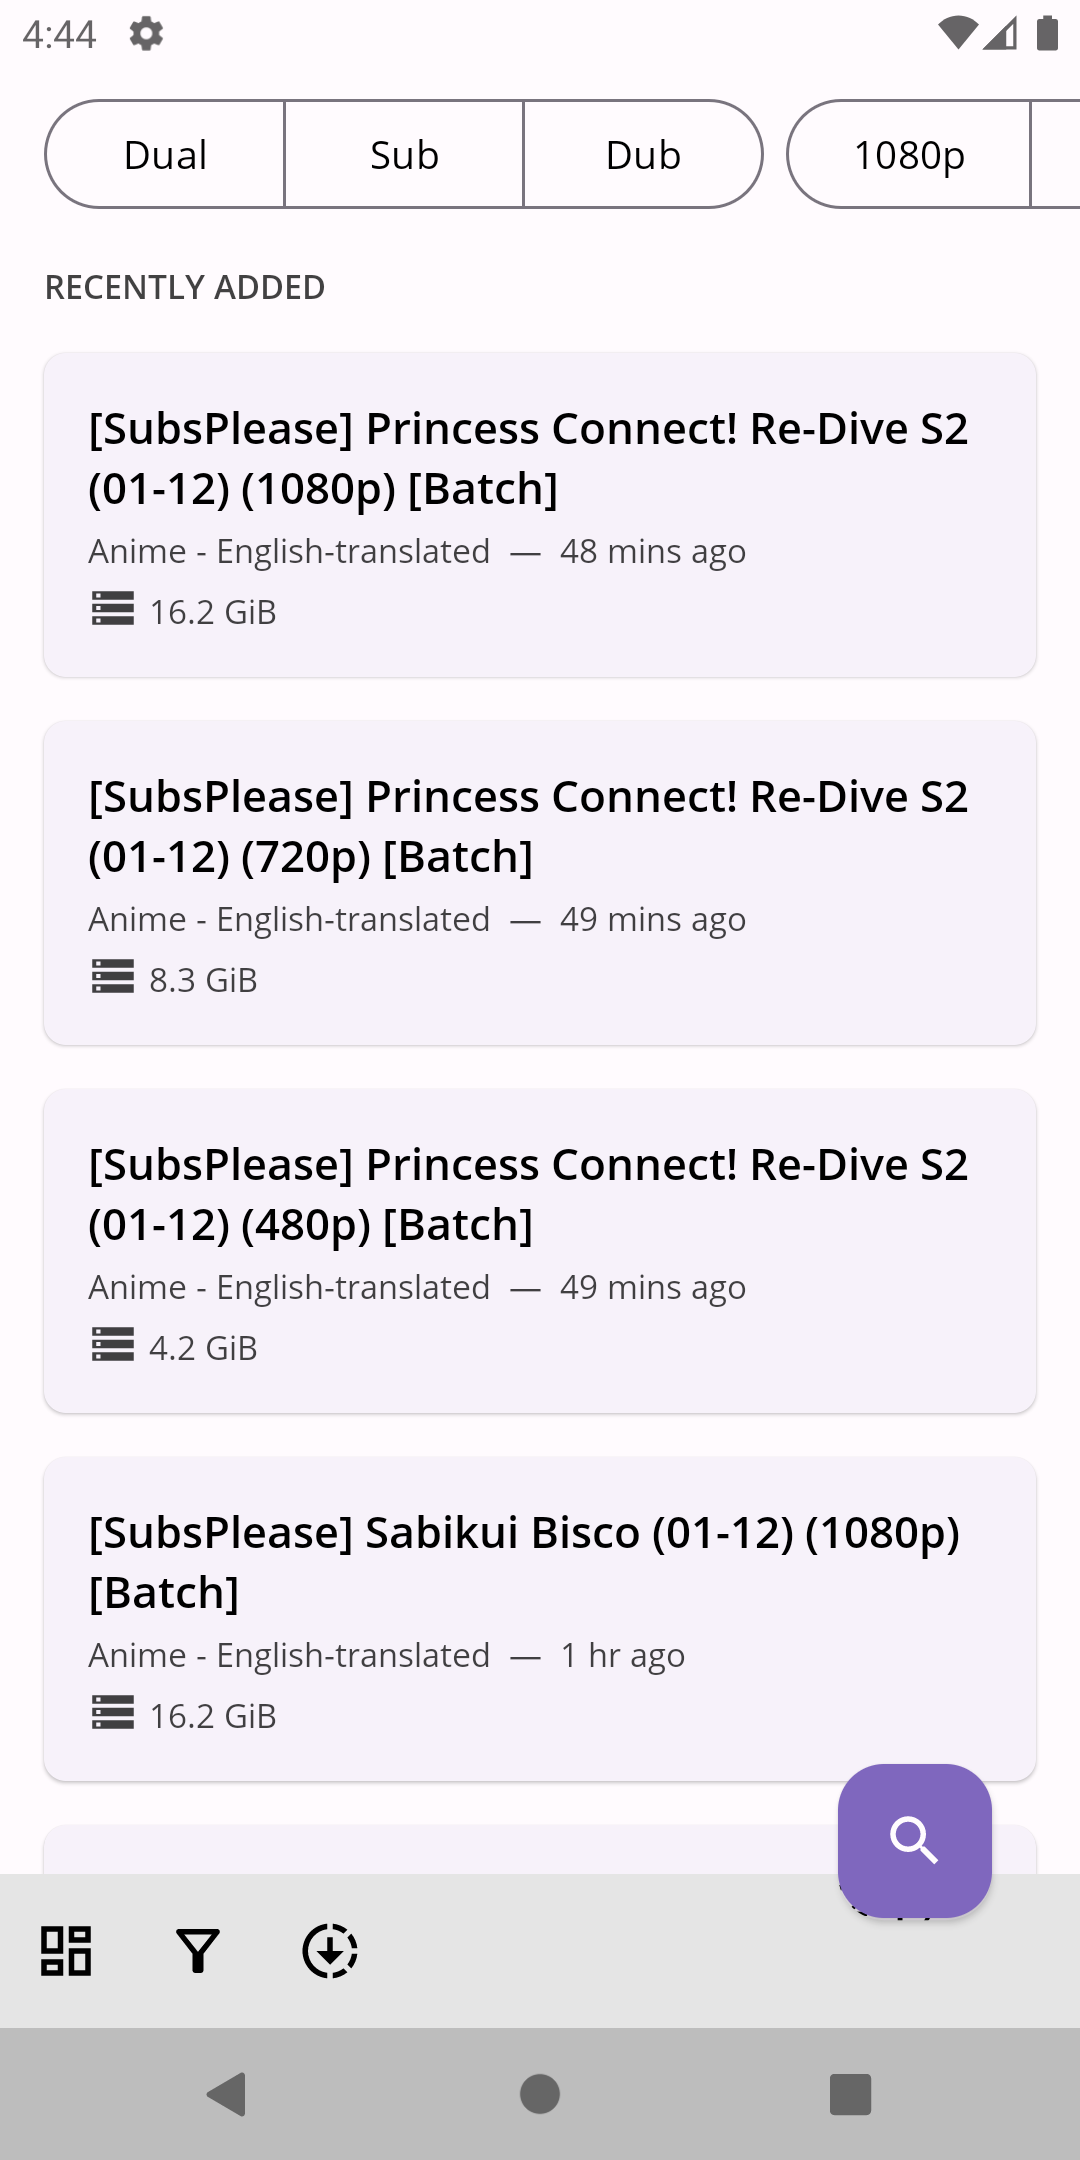 4:44
Dual Sub Dub 1080p
RECENTLY ADDED
[SubsPlease] Princess Connect! Re-Dive S2
(01-12) (1080p) [Batch]
Anime - English-translated — 48 mins ago
16.2 GiB
[SubsPlease] Princess Connect! Re-Dive S2
(01-12) (720p) [Batch]
Anime - English-translated — 49 mins ago
8.3 GiB
[SubsPlease] Princess Connect! Re-Dive S2
(01-12) (480p) [Batch]
Anime - English-translated — 49 mins ago
4.2 GiB
[SubsPlease] Sabikui Bisco (01-12) (1080p)
[Batch]
Anime - English-translated — 1 hr ago
16.2 GiB